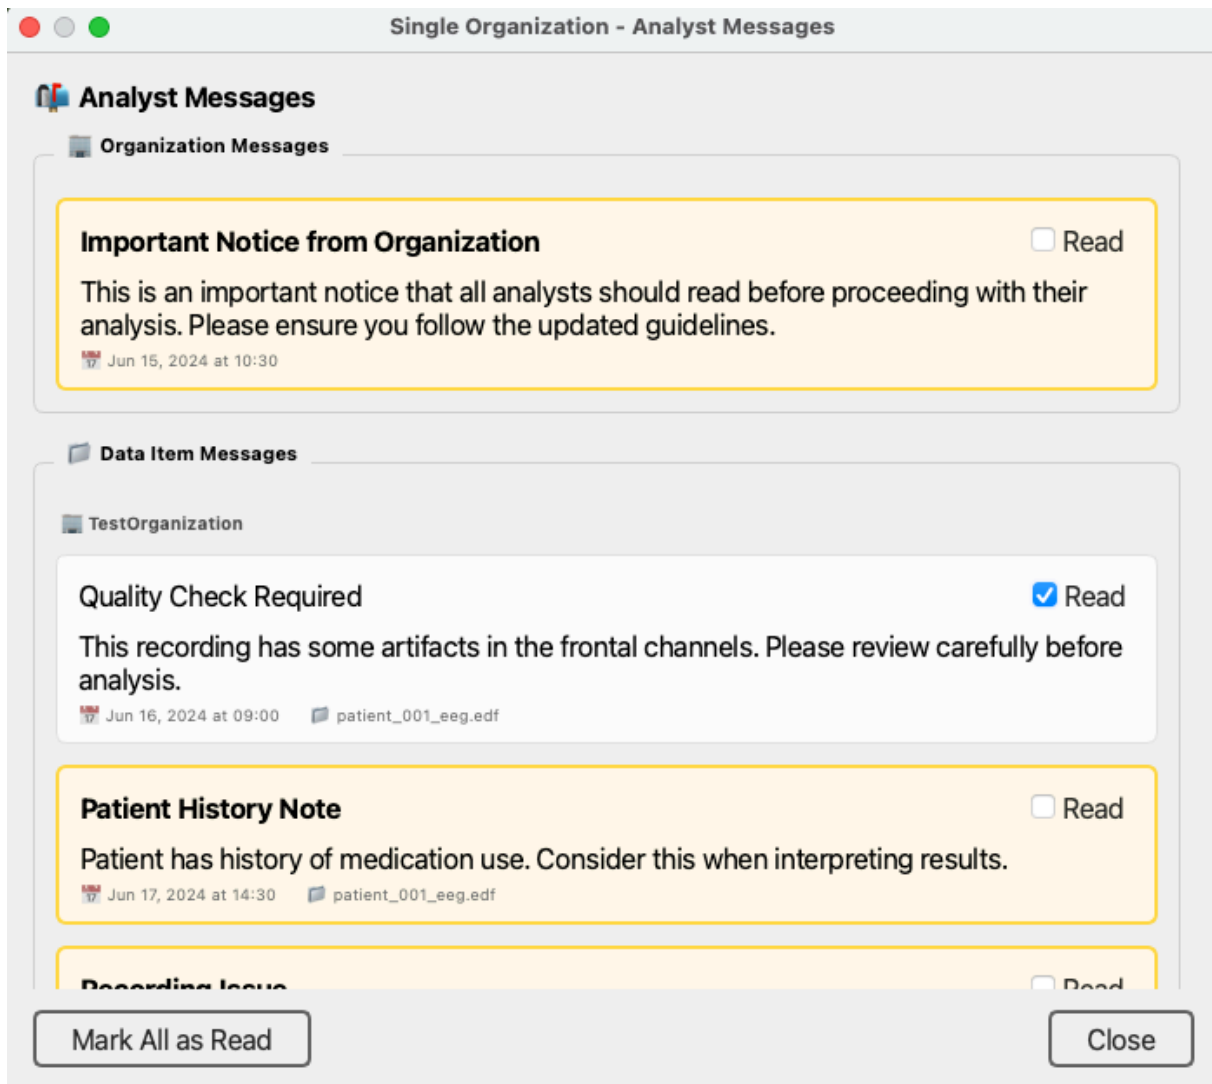 Single Organization - Analyst Messages
Analyst Messages
Organization Messages
Important Notice from Organization
Read
This is an important notice that all analysts should read before proceeding with their
analysis. Please ensure you follow the updated guidelines.
Jun 15, 2024 at 10:30
Data Item Messages
TestOrganization
Quality Check Required
Read
This recording has some artifacts in the frontal channels. Please review carefully before
analysis.
Jun 16, 2024 at 09:00 patient_001_eeg.edf
Patient History Note
Read
Patient has history of medication use. Consider this when interpreting results.
Jun 17, 2024 at 14:30 patient_001_eeg.edf
Recording Issue
Read
Mark All as Read
Close